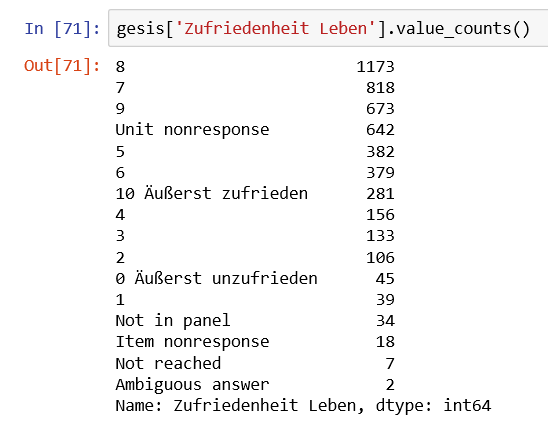 In [71]: gesis['Zufriedenheit Leben'].value_counts()
Out[71]: 8 1173
7 818
9 673
Unit nonresponse 642
5 382
6 379
10 Äußerst zufrieden 281
4 156
3 133
2 106
0 Äußerst unzufrieden 45
1 39
Not in panel 34
Item nonresponse 18
Not reached 7
Ambiguous answer 2
Name: Zufriedenheit Leben, dtype: int64